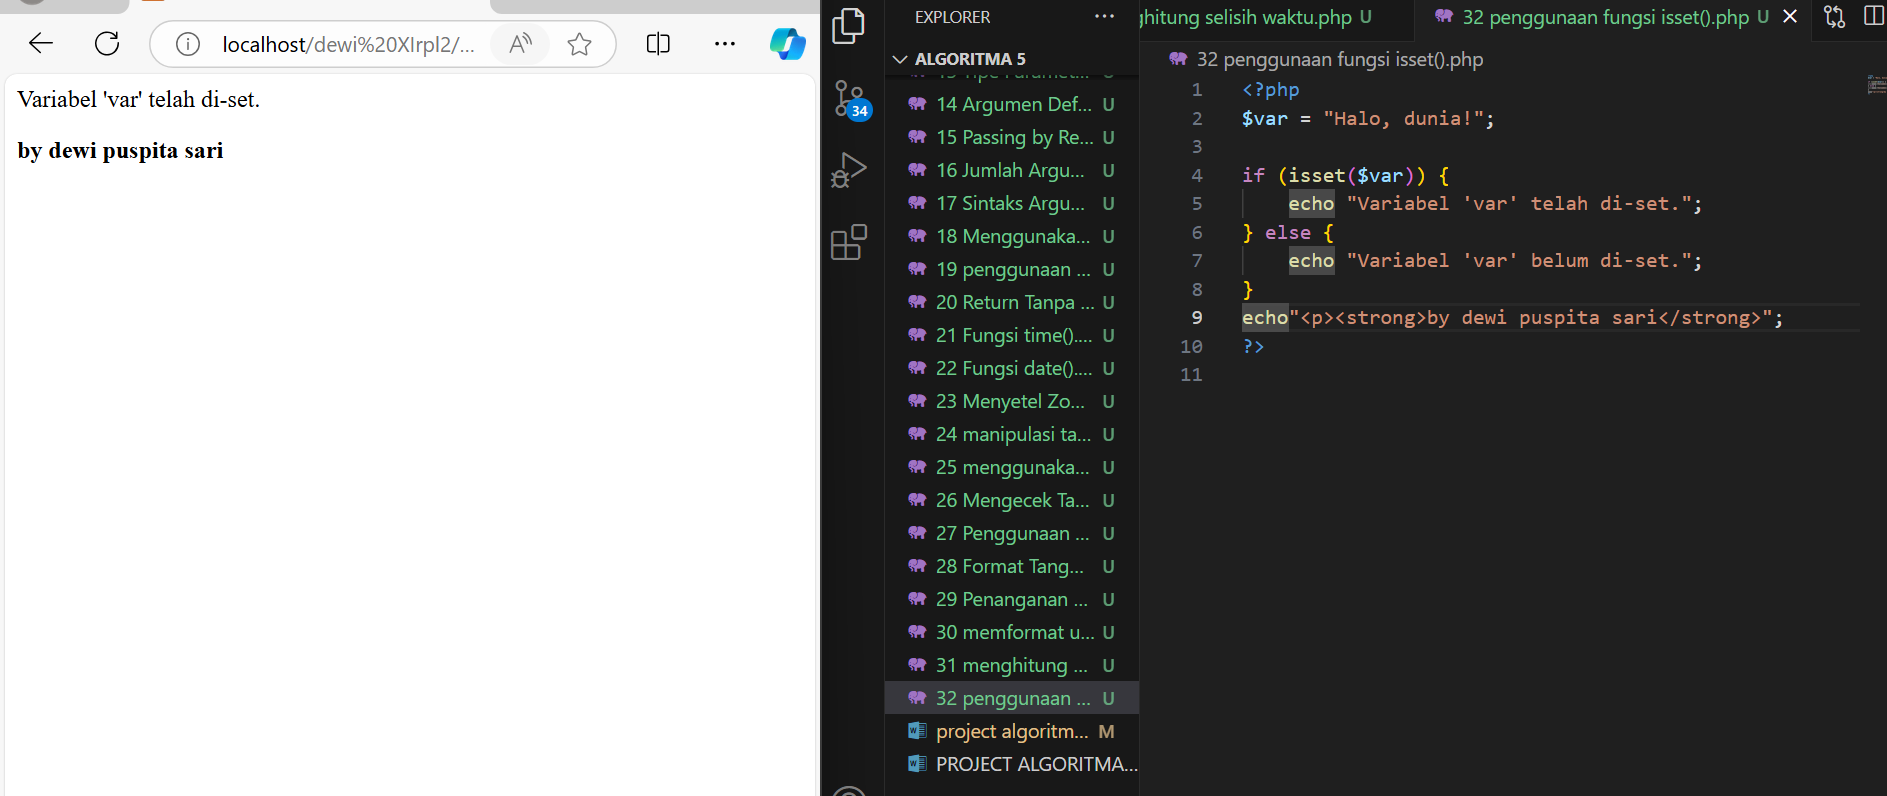 localhost/dewi%20XIrpl2/...
Variabel 'var' telah di-set.
by dewi puspita sari
34
EXPLORER
ALGORITMA 5
14 Argumen Def... U
15 Passing by Re... U
16 Jumlah Argu... U
17 Sintaks Argu... U
18 Menggunaka... U
19 penggunaan ... U
20 Return Tanpa ... U
21 Fungsi time().... U
22 Fungsi date().... U
23 Menyetel Zo... U
24 manipulasi ta... U
25 menggunaka... U
26 Mengecek Ta... U
27 Penggunaan ... U
28 Format Tang... U
29 Penanganan ... U
30 memformat u... U
31 menghitung ... U
32 penggunaan ... U
project algoritm... M
PROJECT ALGORITMA...
ghitung selisih waktu.php U
32 penggunaan fungsi isset().php U
32 penggunaan fungsi isset().php
1 <?php
2 $var = "Halo, dunia!";
3
4 if (isset($var)) {
5 echo "Variabel 'var' telah di-set.";
6 } else {
7 echo "Variabel 'var' belum di-set.";
8 }
9 echo"<p><strong>by dewi puspita sari</strong>";
10 ?>
11